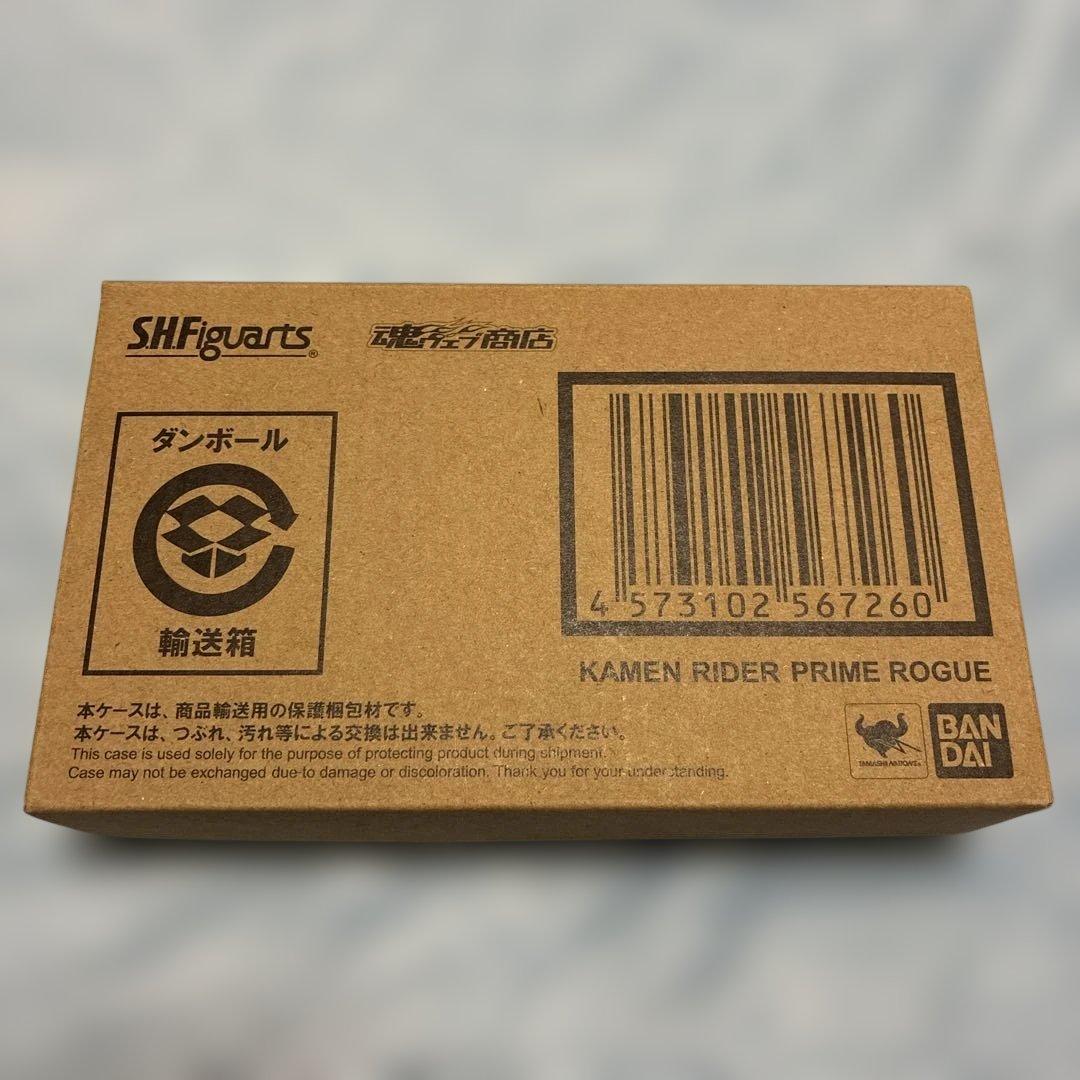 S.H.Figuarts®
魂ウェブ商店
ダンボール
輸送箱
4 573102 567260
KAMEN RIDER PRIME ROGUE
本ケースは、商品輸送用の保護梱包材です。
本ケースは、つぶれ、汚れ等による交換は出来ません。ご了承ください。
This case is used solely for the purpose of protecting product during shipment.
Case may not be exchanged due to damage or discoloration. Thank you for your understanding.
TAMASHII NATIONS
BAN
DAI